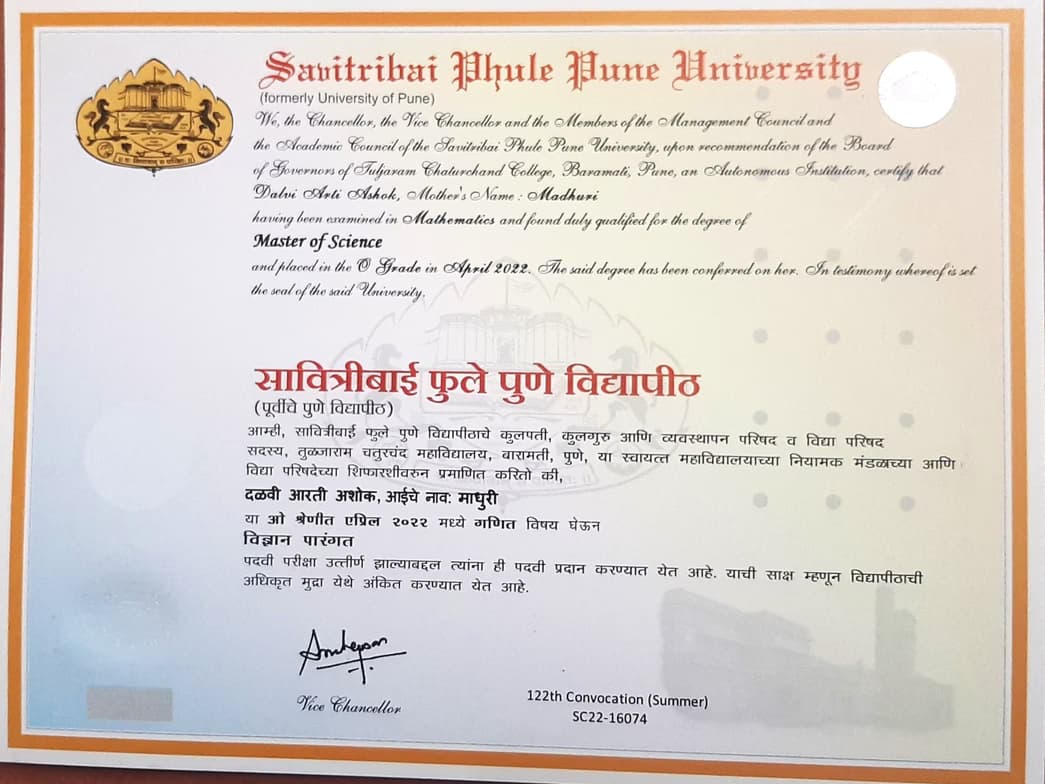 Savitribai Phule Pune University
(formerly University of Pune)
We, the Chancellor, the Vice Chancellor and the Members of the Management Council and
the Academic Council of the Savitribai Phule Pune University, upon recommendation of the Board
of Governors of Tuljaram Chaturchand College, Baramati, Pune, an Autonomous Institution, certify that
Dalvi Arti Ashok, Mother's Name : Madhuri
having been examined in Mathematics and found duly qualified for the degree of
Master of Science
and placed in the O Grade in April 2022. The said degree has been conferred on her. In testimony whereof is set
the seal of the said University.
सावित्रीबाई फुले पुणे विद्यापीठ
(पूर्वीचे पुणे विद्यापीठ)
आम्ही, सावित्रीबाई फुले पुणे विद्यापीठाचे कुलपती, कुलगुरु आणि व्यवस्थापन परिषद व विद्या परिषद
सदस्य, तुळजाराम चतुरचंद महाविद्यालय, बारामती, पुणे, या स्वायत्त महाविद्यालयाच्या नियामक मंडळाच्या आणि
विद्या परिषदेच्या शिफारशीवरुन प्रमाणित करितो की,
दळवी आरती अशोक, आईचे नाव: माधुरी
या ओ श्रेणीत एप्रिल २०२२ मध्ये गणित विषय घेऊन
विज्ञान पारंगत
पदवी परीक्षा उत्तीर्ण झाल्याबद्दल त्यांना ही पदवी प्रदान करण्यात येत आहे. याची साक्ष म्हणून विद्यापीठाची
अधिकृत मुद्रा येथे अंकित करण्यात येत आहे.
Vice Chancellor
122th Convocation (Summer)
SC22-16074